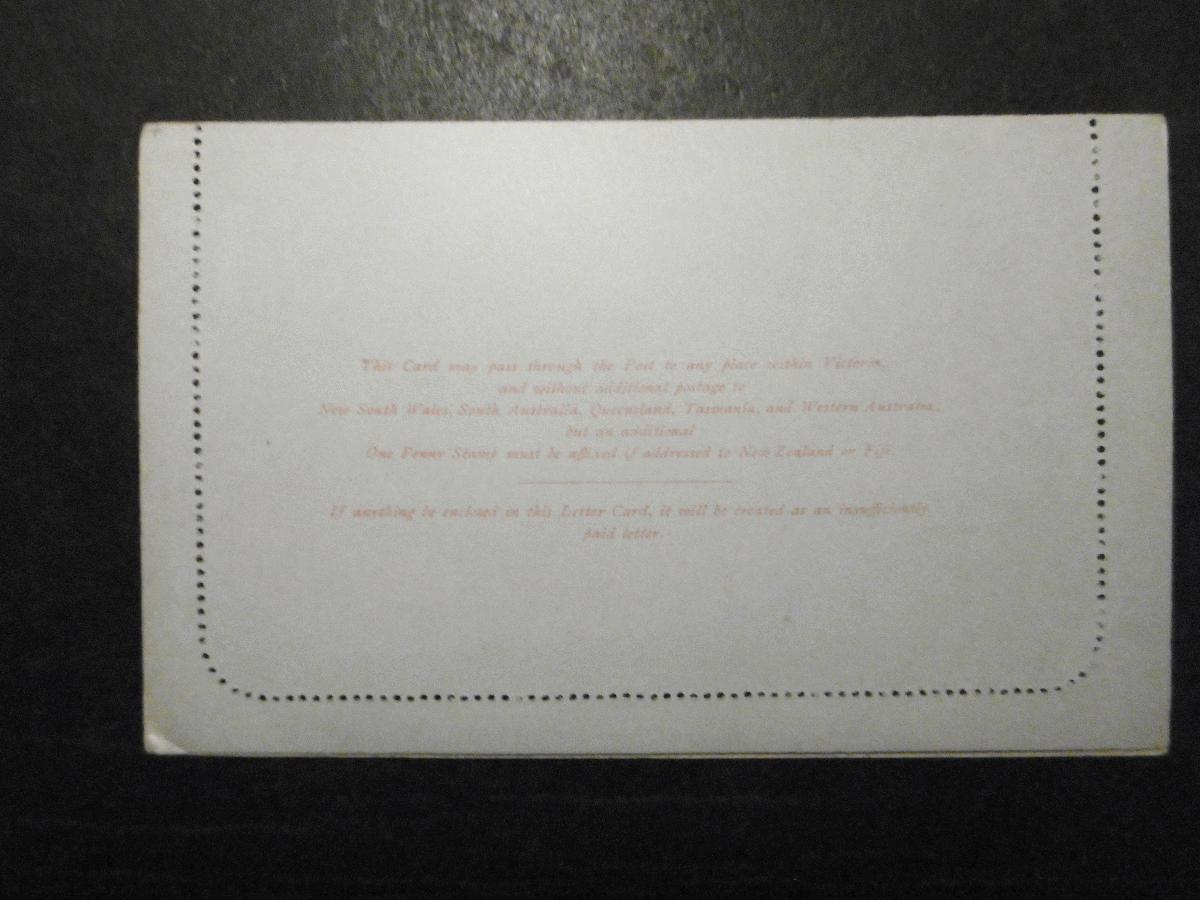 This Card may pass through the Post to any place within Victoria,
and without additional postage to
New South Wales, South Australia, Queensland, Tasmania, and Western Australia,
but an additional
One Penny Stamp must be affixed if addressed to New Zealand or Fiji.
If anything be enclosed in this Letter Card, it will be treated as an insufficiently
paid letter.